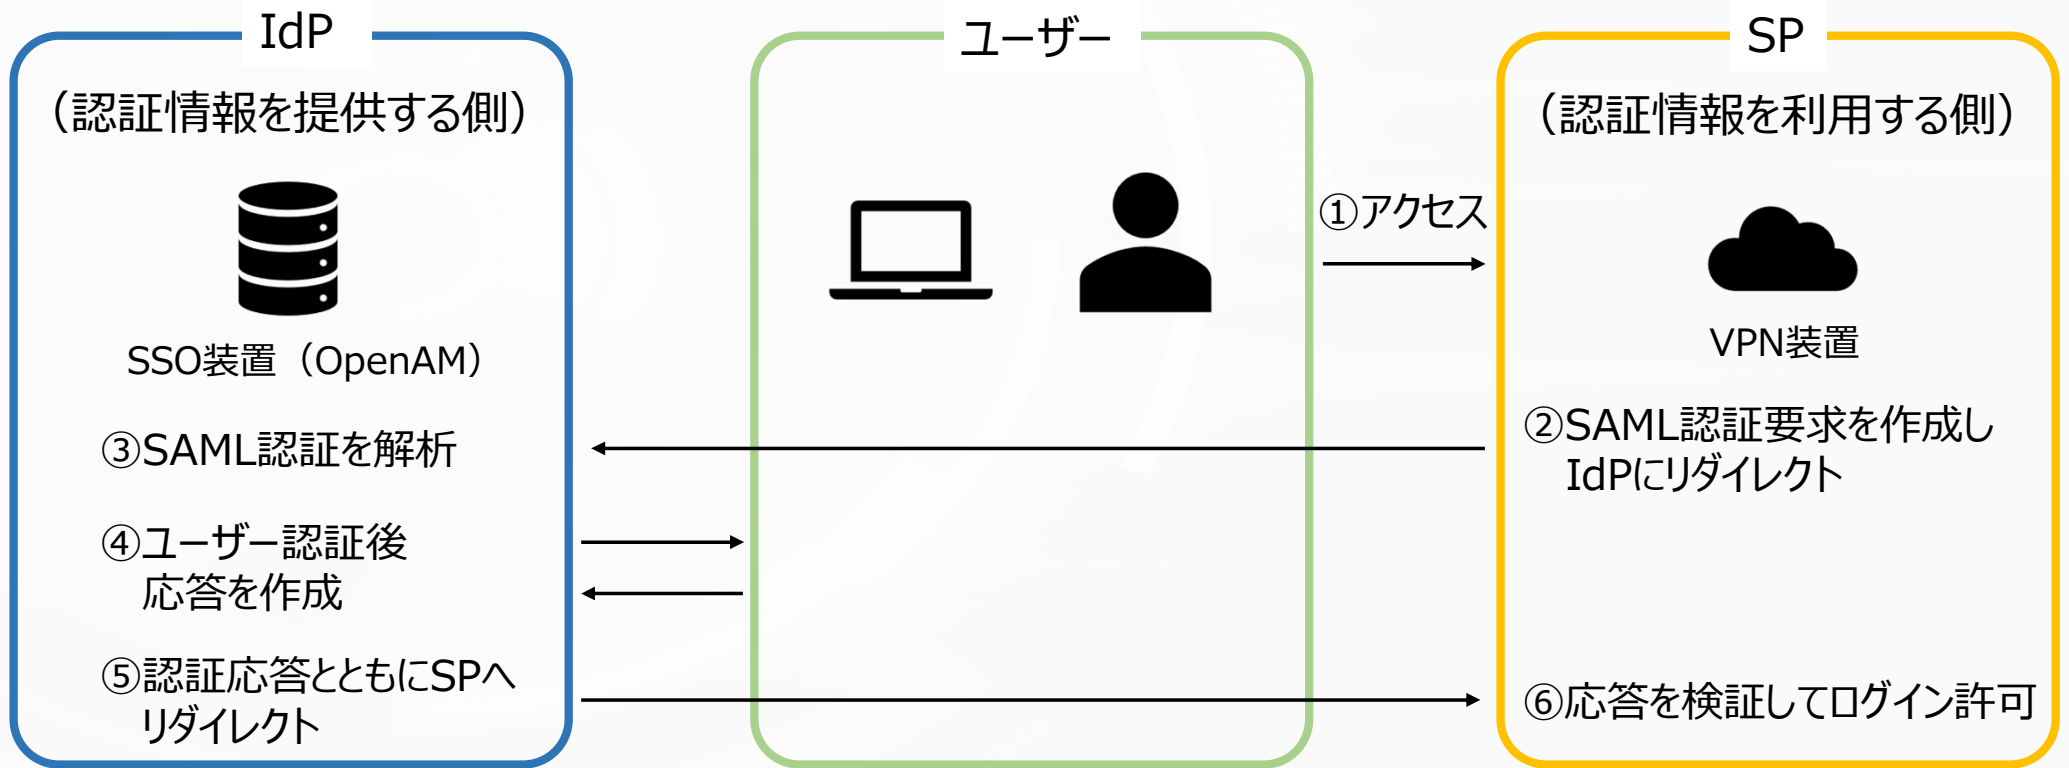 IdP
(認証情報を提供する側)
SSO装置（OpenAM）
③SAML認証を解析
④ユーザー認証後
応答を作成
⑤認証応答とともにSPへ
リダイレクト
ユーザー
①アクセス
SP
(認証情報を利用する側)
VPN装置
②SAML認証要求を作成し
IdPにリダイレクト
⑥応答を検証してログイン許可